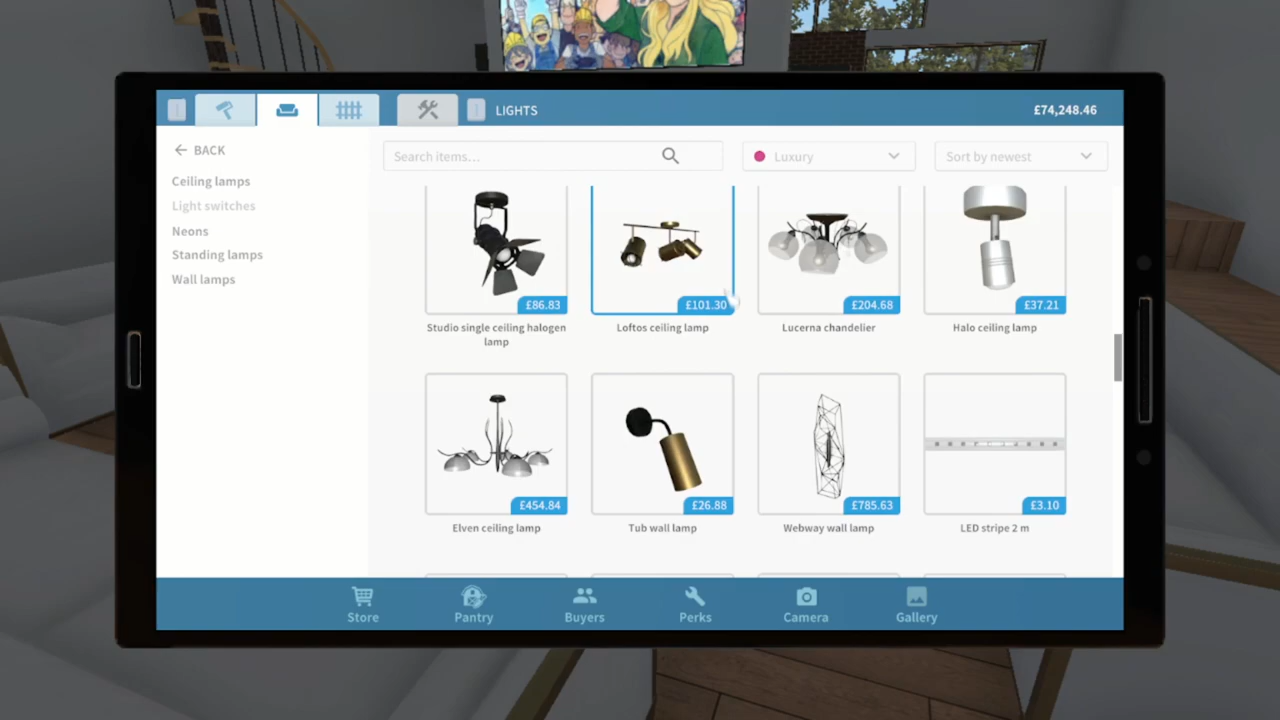 LIGHTS
£74,248.46
BACK
Search items...
Luxury
Sort by newest
Ceiling lamps
Light switches
Neons
Standing lamps
Wall lamps
£86.83
£101.30
£204.68
£37.21
Studio single ceiling halogen
lamp
Loftos ceiling lamp
Lucerna chandelier
Halo ceiling lamp
£454.84
£26.88
£785.63
£3.10
Elven ceiling lamp
Tub wall lamp
Webway wall lamp
LED stripe 2 m
Store
Pantry
Buyers
Perks
Camera
Gallery